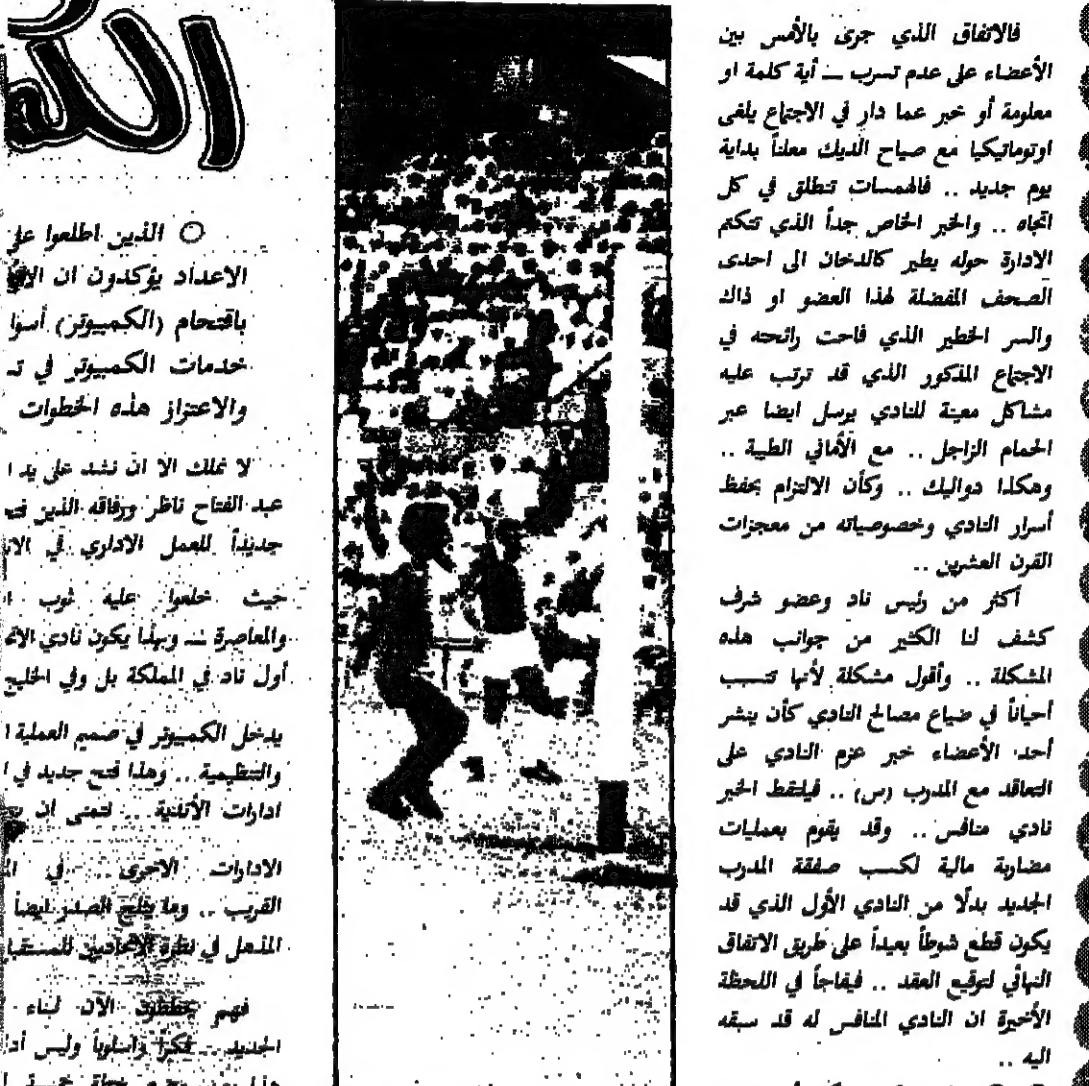 فالاتفاق الذي جرى بالأمس بين
الأعضاء على عدم تسرب ــ أية كلمة او
معلومة أو خبر عما دار في الاجتماع يلغى
اوتوماتيكيا مع صياح الديك معلناً بداية
يوم جديد .. فالهمسات تنطلق في كل
اتجاه .. والخبر الخاص جداً الذي تتكتم
الادارة حوله يطير كالدخان الى احدى
الصحف المفضلة لهذا العضو او ذاك
والسر الخطير الذي فاحت رائحته في
الاجتماع المذكور الذي قد ترتب عليه
مشاكل معينة للنادي يرسل ايضا عبر
الحمام الزاجل .. مع الأماني الطيبة ..
وهكذا دواليك .. وكأن الالتزام بحفظ
أسرار النادي وخصوصياته من معجزات
القرن العشرين ..
أكثر من رئيس ناد وعضو شرف
كشف لنا الكثير من جوانب هذه
المشكلة .. وأقول مشكلة لأنها تتسبب
أحياناً في ضياع مصالح النادي كأن ينشر
أحد الأعضاء خبر عزم النادي على
التعاقد مع المدرب (س) .. فيلتقط الخبر
نادي منافس .. وقد يقوم بعمليات
مضاربة مالية لكسب صفقة المدرب
الجديد بدلًا من النادي الأول الذي قد
يكون قطع شوطاً بعيداً على طريق الاتفاق
النهائي لتوقيع العقد .. فيفاجأ في اللحظة
الأخيرة ان النادي المنافس له قد سبقه
اليه ..
○ الذين اطلعوا على
الاعداد يؤكدون ان
باقتحام (الكمبيوتر) أسوا
خدمات الكمبيوتر في
والاعتزاز هذه الخطوات
لا نملك الا ان نشد على يد
عبد الفتاح ناظر ورفاقه الذين
جديداً للعمل الاداري في
حيث خلعوا عليه ثوب
والمعاصرة ــ وبهذا يكون نادي
أول ناد في المملكة بل وفي الخليج
يدخل الكمبيوتر في صميم العملية
والتنظيمية .. وهذا فتح جديد في
ادارات الأندية .. نتمنى ان
الادارات الاخرى .. في
القريب .. وما يثلج الصدر ايضاً
المذهل في نظرة الاتحاديين للمستقبل
فهم يخططون الآن لبناء
الجديد .. فكراً واسلوباً وليس